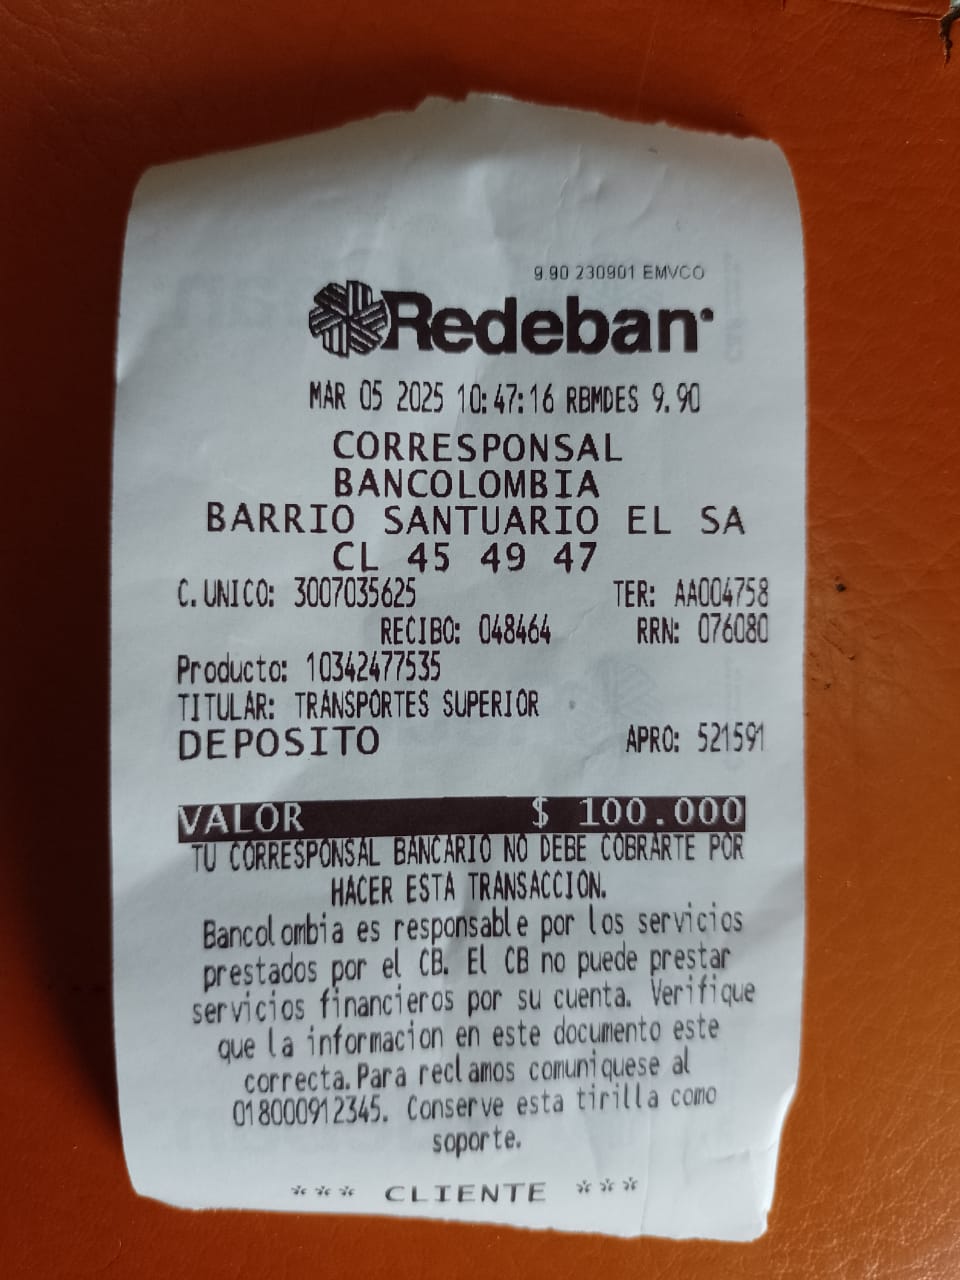 9.90 230901 EMVCO
Redeban
MAR 05 2025 10:47:16 RBMDES 9.90
CORRESPONSAL
BANCOLOMBIA
BARRIO SANTUARIO EL SA
CL 45 49 47
C. UNICO: 3007035625 TER: AA004758
RECIBO: 048464 RRN: 076080
Producto: 10342477535
TITULAR: TRANSPORTES SUPERIOR
DEPOSITO APRO: 521591
VALOR $ 100.000
TU CORRESPONSAL BANCARIO NO DEBE COBRARTE POR
HACER ESTA TRANSACCION.
Bancolombia es responsable por los servicios
prestados por el CB. El CB no puede prestar
servicios financieros por su cuenta. Verifique
que la informacion en este documento este
correcta. Para reclamos comuniquese al
018000912345. Conserve esta tirilla como
soporte.
*** CLIENTE ***